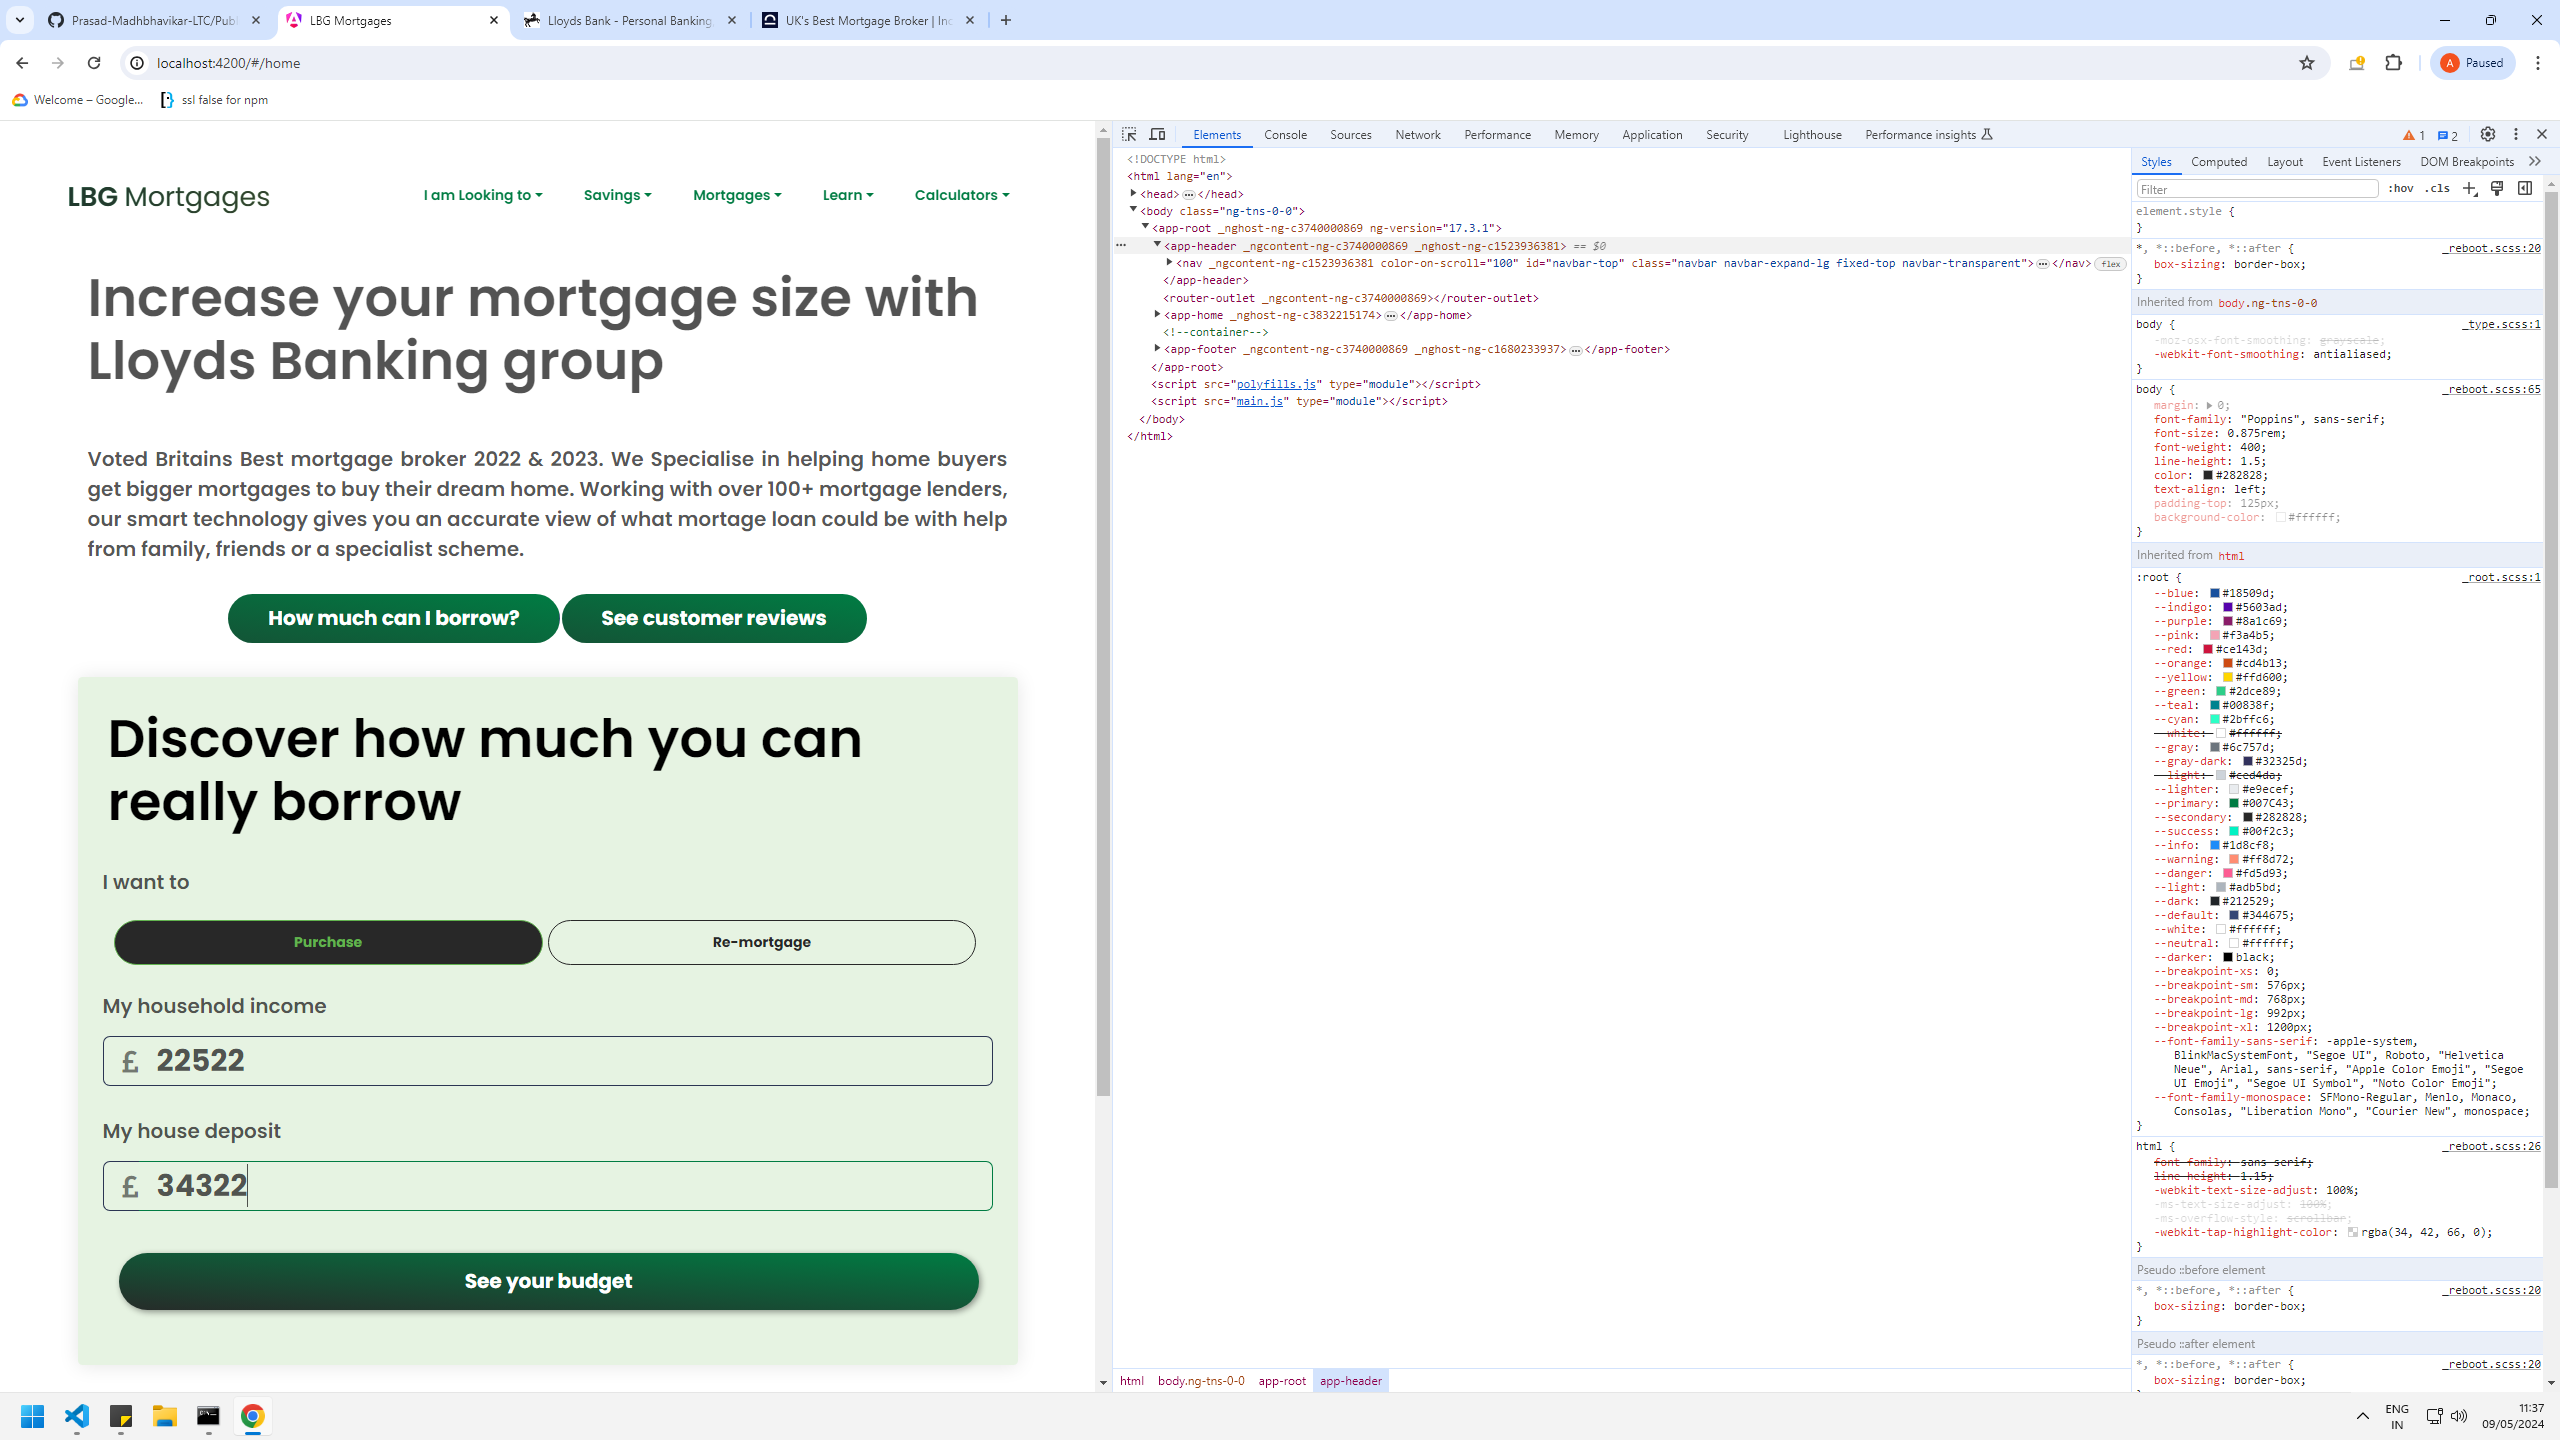 Prasad-Madhbhavikar-LTC/Publ
LBG Mortgages
Lloyds Bank - Personal Banking,
UK's Best Mortgage Broker | Inc
localhost:4200/#/home
A Paused
Welcome – Google...
ssl false for npm
LBG Mortgages
I am Looking to
Savings
Mortgages
Learn
Calculators
Increase your mortgage size with
Lloyds Banking group
Voted Britains Best mortgage broker 2022 & 2023. We Specialise in helping home buyers
get bigger mortgages to buy their dream home. Working with over 100+ mortgage lenders,
our smart technology gives you an accurate view of what mortage loan could be with help
from family, friends or a specialist scheme.
How much can I borrow?
See customer reviews
Discover how much you can
really borrow
I want to
Purchase
Re-mortgage
My household income
£ 22522
My house deposit
£ 34322
See your budget
Elements
Console
Sources
Network
Performance
Memory
Application
Security
Lighthouse
Performance insights
1
2
<!DOCTYPE html>
<html lang="en">
<head> … </head>
<body class="ng-tns-0-0">
<app-root _nghost-ng-c3740000869 ng-version="17.3.1">
<app-header _ngcontent-ng-c3740000869 _nghost-ng-c1523936381> == $0
<nav _ngcontent-ng-c1523936381 color-on-scroll="100" id="navbar-top" class="navbar navbar-expand-lg fixed-top navbar-transparent"> … </nav> flex
</app-header>
<router-outlet _ngcontent-ng-c3740000869></router-outlet>
<app-home _nghost-ng-c3832215174> … </app-home>
<!--container-->
<app-footer _ngcontent-ng-c3740000869 _nghost-ng-c1680233937> … </app-footer>
</app-root>
<script src="polyfills.js" type="module"></script>
<script src="main.js" type="module"></script>
</body>
</html>
html body.ng-tns-0-0 app-root app-header
Styles
Computed
Layout
Event Listeners
DOM Breakpoints
Filter
:hov .cls
element.style {
}
*, *::before, *::after { _reboot.scss:20
box-sizing: border-box;
}
Inherited from body.ng-tns-0-0
body { _type.scss:1
-moz-osx-font-smoothing: grayscale;
-webkit-font-smoothing: antialiased;
}
body { _reboot.scss:65
margin: 0;
font-family: "Poppins", sans-serif;
font-size: 0.875rem;
font-weight: 400;
line-height: 1.5;
color: #282828;
text-align: left;
padding-top: 125px;
background-color: #ffffff;
}
Inherited from html
:root { _root.scss:1
--blue: #18509d;
--indigo: #5603ad;
--purple: #8a1c69;
--pink: #f3a4b5;
--red: #ce143d;
--orange: #cd4b13;
--yellow: #ffd600;
--green: #2dce89;
--teal: #00838f;
--cyan: #2bffc6;
--white: #ffffff;
--gray: #6c757d;
--gray-dark: #32325d;
--light: #ced4da;
--lighter: #e9ecef;
--primary: #007C43;
--secondary: #282828;
--success: #00f2c3;
--info: #1d8cf8;
--warning: #ff8d72;
--danger: #fd5d93;
--light: #adb5bd;
--dark: #212529;
--default: #344675;
--white: #ffffff;
--neutral: #ffffff;
--darker: black;
--breakpoint-xs: 0;
--breakpoint-sm: 576px;
--breakpoint-md: 768px;
--breakpoint-lg: 992px;
--breakpoint-xl: 1200px;
--font-family-sans-serif: -apple-system,
BlinkMacSystemFont, "Segoe UI", Roboto, "Helvetica
Neue", Arial, sans-serif, "Apple Color Emoji", "Segoe
UI Emoji", "Segoe UI Symbol", "Noto Color Emoji";
--font-family-monospace: SFMono-Regular, Menlo, Monaco,
Consolas, "Liberation Mono", "Courier New", monospace;
}
html { _reboot.scss:26
font-family: sans-serif;
line-height: 1.15;
-webkit-text-size-adjust: 100%;
-ms-text-size-adjust: 100%;
-ms-overflow-style: scrollbar;
-webkit-tap-highlight-color: rgba(34, 42, 66, 0);
}
Pseudo ::before element
*, *::before, *::after { _reboot.scss:20
box-sizing: border-box;
}
Pseudo ::after element
*, *::before, *::after { _reboot.scss:20
box-sizing: border-box;
ENG
IN
11:37
09/05/2024